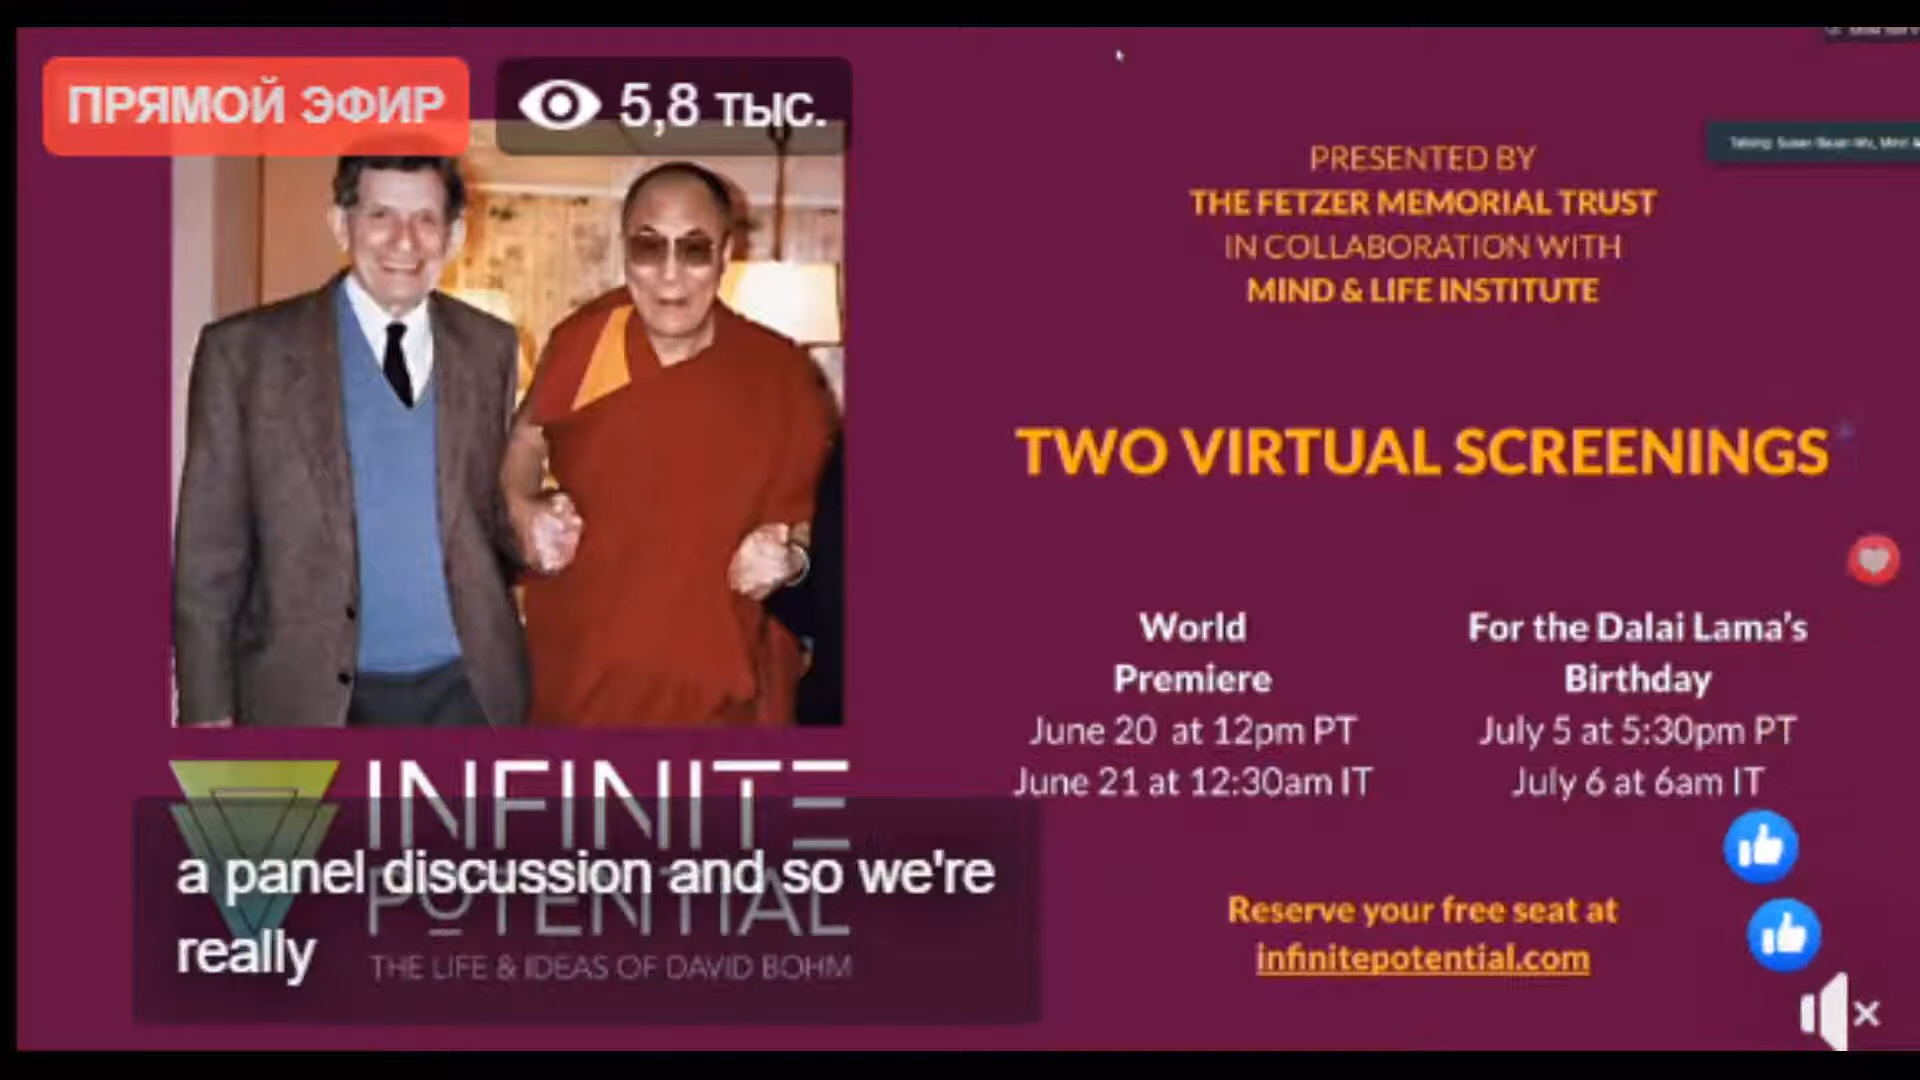 ПРЯМОЙ ЭФИР
5,8 тыс.
PRESENTED BY
THE FETZER MEMORIAL TRUST
IN COLLABORATION WITH
MIND & LIFE INSTITUTE
TWO VIRTUAL SCREENINGS
World
Premiere
June 20 at 12pm PT
June 21 at 12:30am IT
For the Dalai Lama's
Birthday
July 5 at 5:30pm PT
July 6 at 6am IT
Reserve your free seat at
infinitepotential.com
INFINITE
POTENTIAL
THE LIFE & IDEAS OF DAVID BOHM
a panel discussion and so we're
really